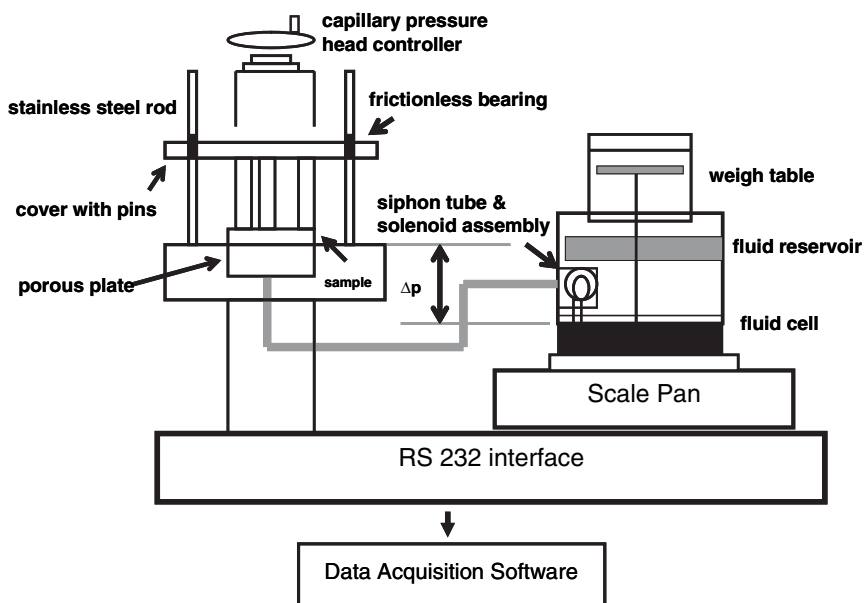 capillary pressure
head controller
stainless steel rod
frictionless bearing
cover with pins
siphon tube &
solenoid assembly
weigh table
fluid reservoir
porous plate
sample
Δp
fluid cell
Scale Pan
RS 232 interface
Data Acquisition Software